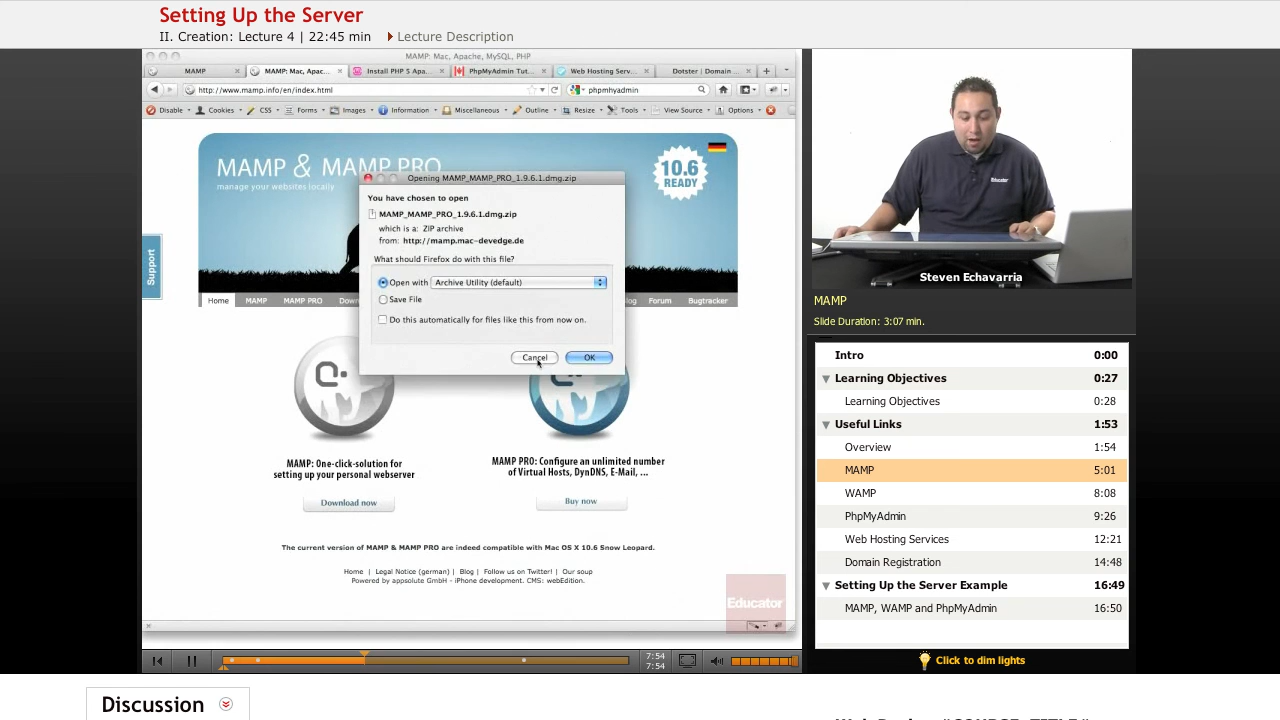 Setting Up the Server
II. Creation: Lecture 4 | 22:45 min
Lecture Description
MAMP: Mac, Apache, MySQL, PHP
MAMP
MAMP: Mac, Apac...
Install PHP 5 Apa...
PhpMyAdmin Tut...
Web Hosting Serv...
Dotster | Domain ...
http://www.mamp.info/en/index.html
phpmhyadmin
Disable
Cookies
CSS
Forms
Images
Information
Miscellaneous
Outline
Resize
Tools
View Source
Options
MAMP & MAMP PRO
manage your websites locally
10.6
READY
Support
Opening MAMP_MAMP_PRO_1.9.6.1.dmg.zip
You have chosen to open
MAMP_MAMP_PRO_1.9.6.1.dmg.zip
which is a: ZIP archive
from: http://mamp.mac-devedge.de
What should Firefox do with this file?
Open with
Archive Utility (default)
Save File
Do this automatically for files like this from now on.
Cancel
OK
Home
MAMP
MAMP PRO
Down
log
Forum
Bugtracker
MAMP: One-click-solution for
setting up your personal webserver
Download now
MAMP PRO: Configure an unlimited number
of Virtual Hosts, DynDNS, E-Mail, ...
Buy now
The current version of MAMP & MAMP PRO are indeed compatible with Mac OS X 10.6 Snow Leopard.
Home | Legal Notice (german) | Blog | Follow us on Twitter! | Our soup
Powered by appsolute GmbH - iPhone development. CMS: webEdition.
Educator
7:54
7:54
Educator
Steven Echavarria
MAMP
Slide Duration: 3:07 min.
Intro 0:00
Learning Objectives 0:27
Learning Objectives 0:28
Useful Links 1:53
Overview 1:54
MAMP 5:01
WAMP 8:08
PhpMyAdmin 9:26
Web Hosting Services 12:21
Domain Registration 14:48
Setting Up the Server Example 16:49
MAMP, WAMP and PhpMyAdmin 16:50
Click to dim lights
Discussion